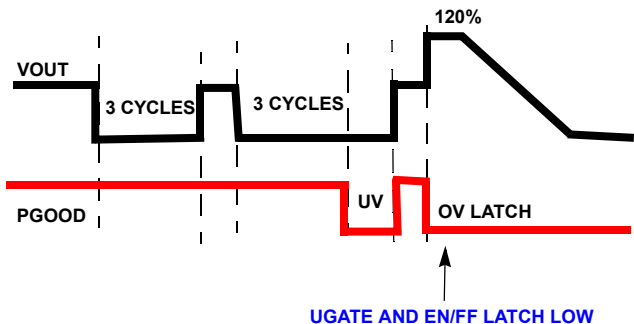 120%
VOUT
3 CYCLES
3 CYCLES
UV
PGOOD
OV LATCH
UGATE AND EN/FF LATCH LOW